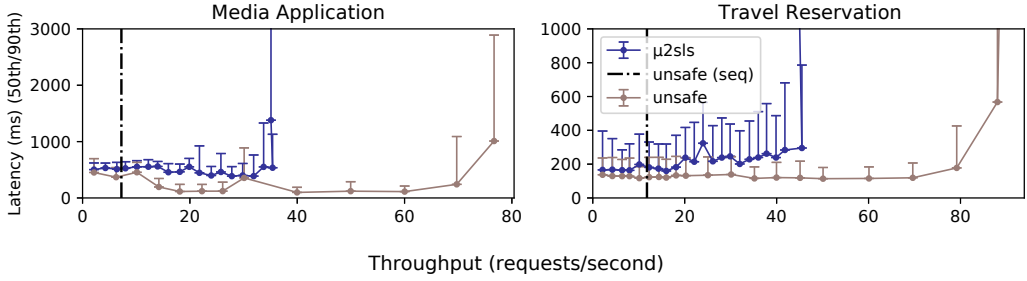 Media Application
Latency (ms) (50th/90th)
3000
2000
1000
0
0 20 40 60 80
Travel Reservation
1000
800
600
400
200
0
0 20 40 60 80
μ2sls
unsafe (seq)
unsafe
Throughput (requests/second)